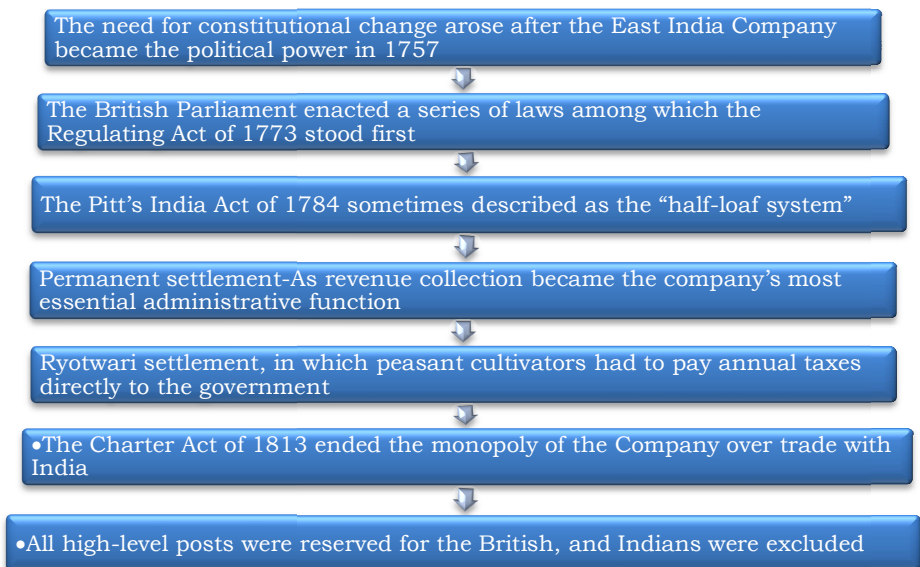 The need for constitutional change arose after the East India Company
became the political power in 1757
The British Parliament enacted a series of laws among which the
Regulating Act of 1773 stood first
The Pitt’s India Act of 1784 sometimes described as the “half-loaf system”
Permanent settlement-As revenue collection became the company’s most
essential administrative function
Ryotwari settlement, in which peasant cultivators had to pay annual taxes
directly to the government
•The Charter Act of 1813 ended the monopoly of the Company over trade with
India
•All high-level posts were reserved for the British, and Indians were excluded